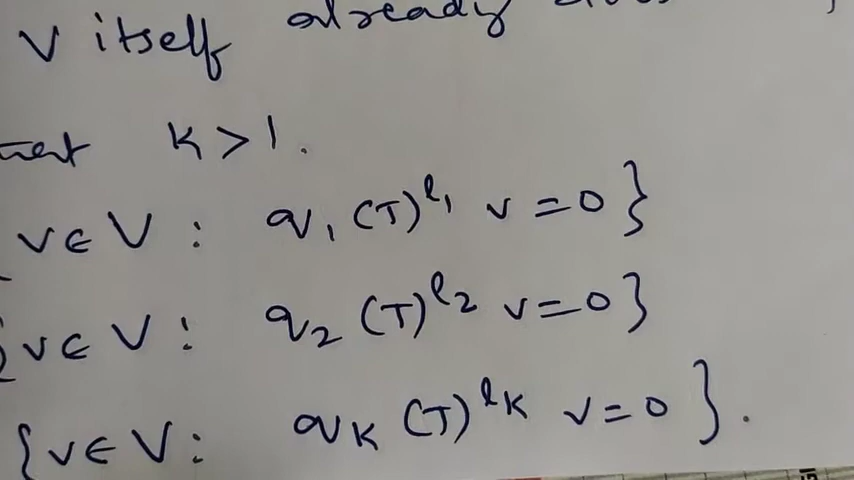 V itself already
K > 1.
v ∈ V : q₁ (T)^l₁ v = 0 }
{ v ∈ V : q₂ (T)^l₂ v = 0 }
{ v ∈ V : q_K (T)^l_K v = 0 }.